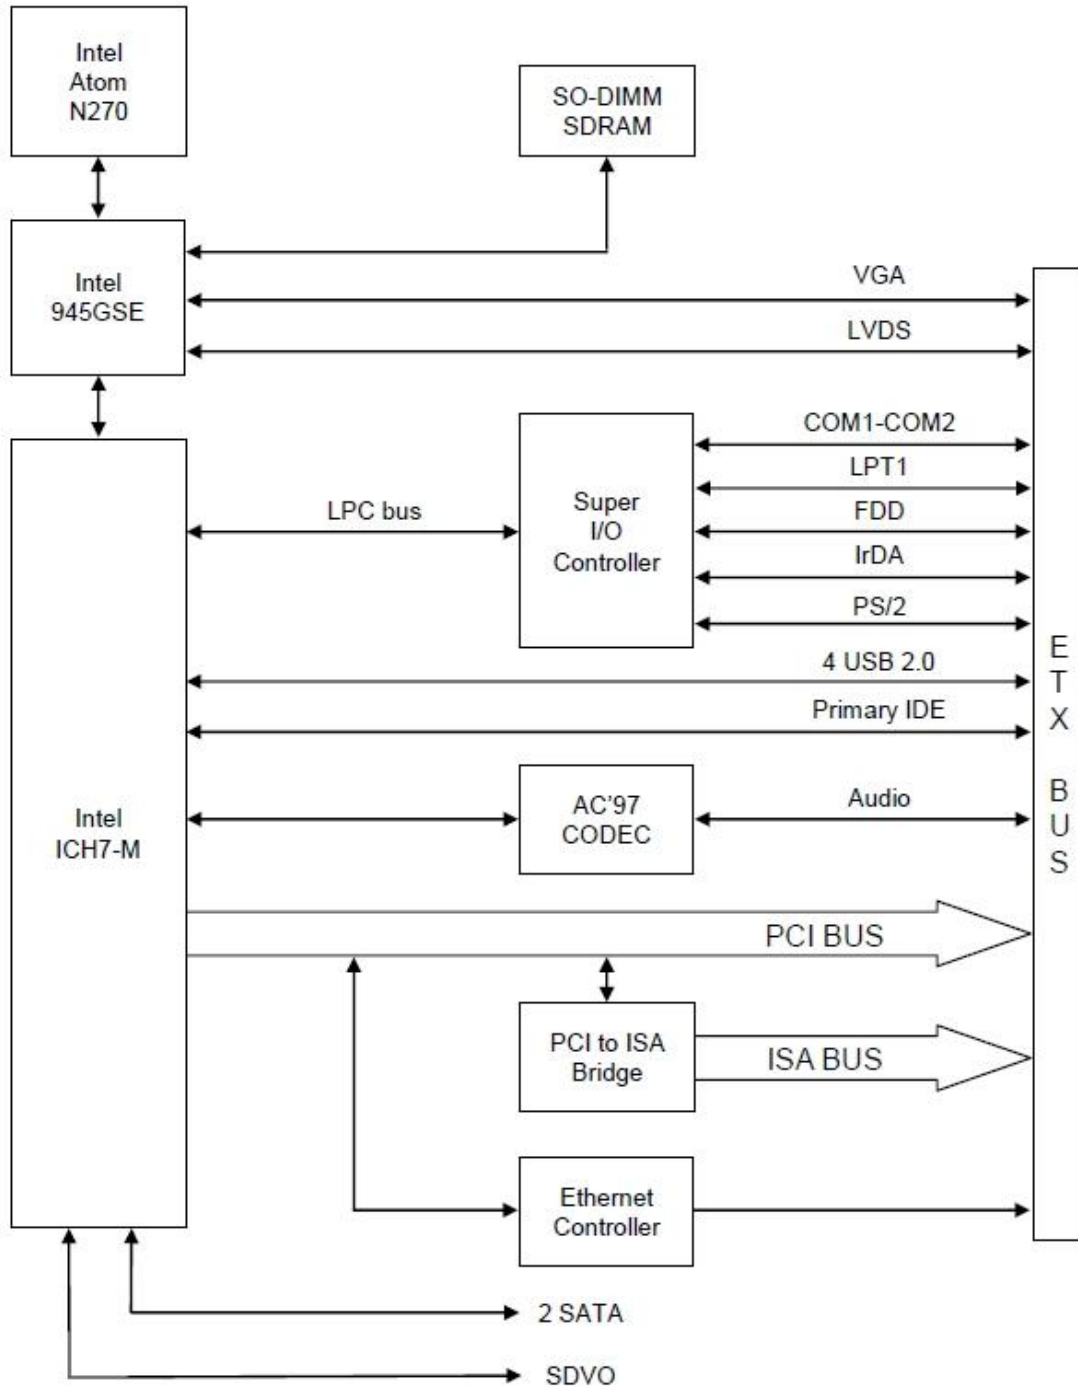 Intel
Atom
N270
SO-DIMM
SDRAM
Intel
945GSE
VGA
LVDS
COM1-COM2
LPT1
FDD
IrDA
PS/2
LPC bus
Super
I/O
Controller
4 USB 2.0
Primary IDE
Intel
ICH7-M
AC'97
CODEC
Audio
PCI BUS
PCI to ISA
Bridge
ISA BUS
Ethernet
Controller
2 SATA
SDVO
E
T
X
B
U
S